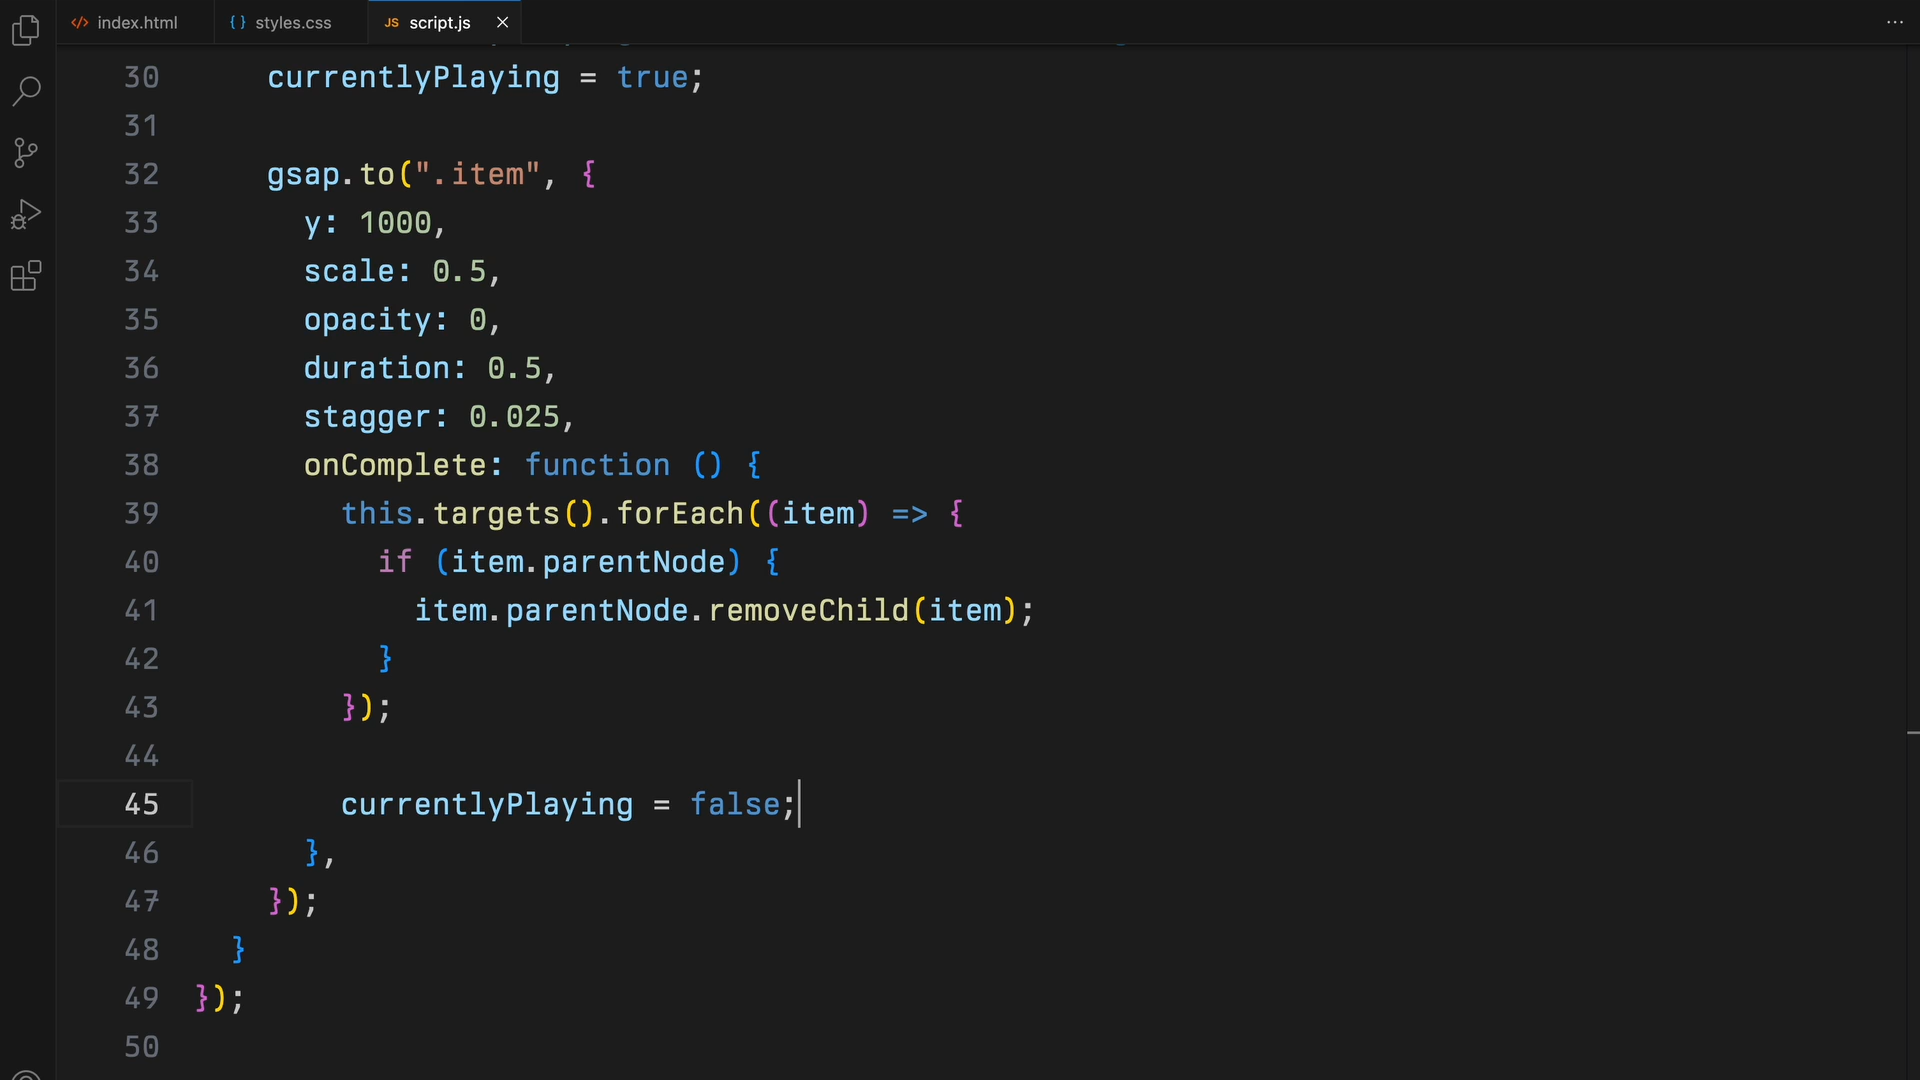 index.html
styles.css
JS script.js
30 currentlyPlaying = true;
31
32 gsap.to(".item", {
33 y: 1000,
34 scale: 0.5,
35 opacity: 0,
36 duration: 0.5,
37 stagger: 0.025,
38 onComplete: function () {
39 this.targets().forEach((item) => {
40 if (item.parentNode) {
41 item.parentNode.removeChild(item);
42 }
43 });
44
45 currentlyPlaying = false;
46 },
47 });
48 }
49 });
50